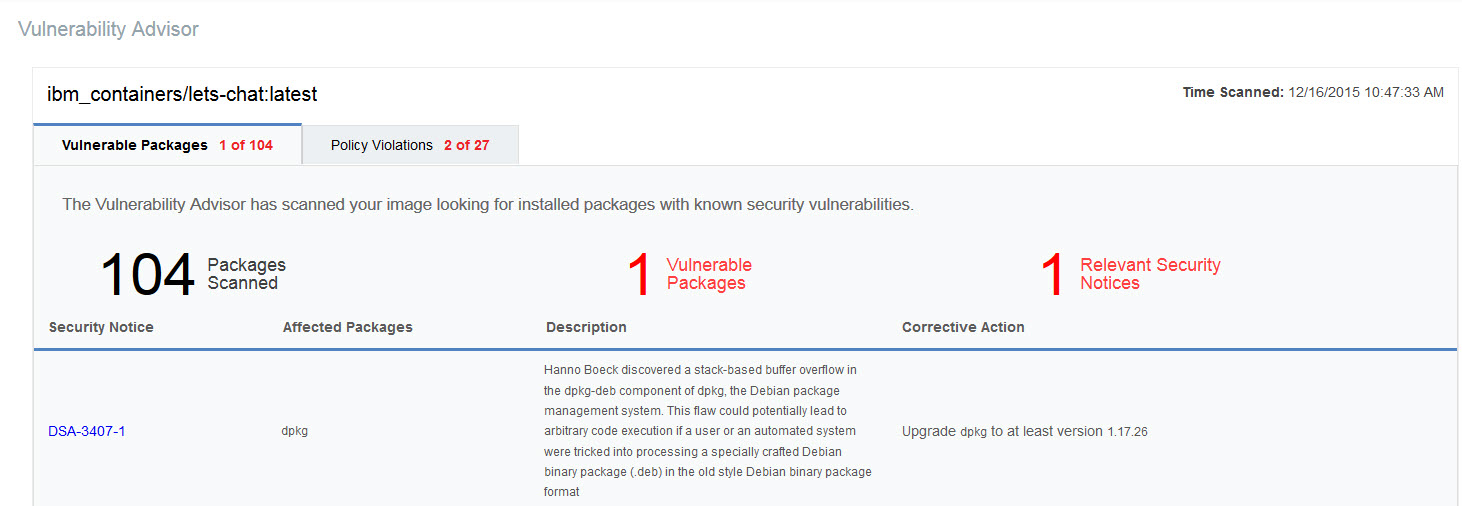 Vulnerability Advisor
ibm_containers/lets-chat:latest
Time Scanned: 12/16/2015 10:47:33 AM
Vulnerable Packages 1 of 104
Policy Violations 2 of 27
The Vulnerability Advisor has scanned your image looking for installed packages with known security vulnerabilities.
104 Packages
Scanned
1 Vulnerable
Packages
1 Relevant Security
Notices
Security Notice
Affected Packages
Description
Corrective Action
DSA-3407-1
dpkg
Hanno Boeck discovered a stack-based buffer overflow in
the dpkg-deb component of dpkg, the Debian package
management system. This flaw could potentially lead to
arbitrary code execution if a user or an automated system
were tricked into processing a specially crafted Debian
binary package (.deb) in the old style Debian binary package
format
Upgrade dpkg to at least version 1.17.26